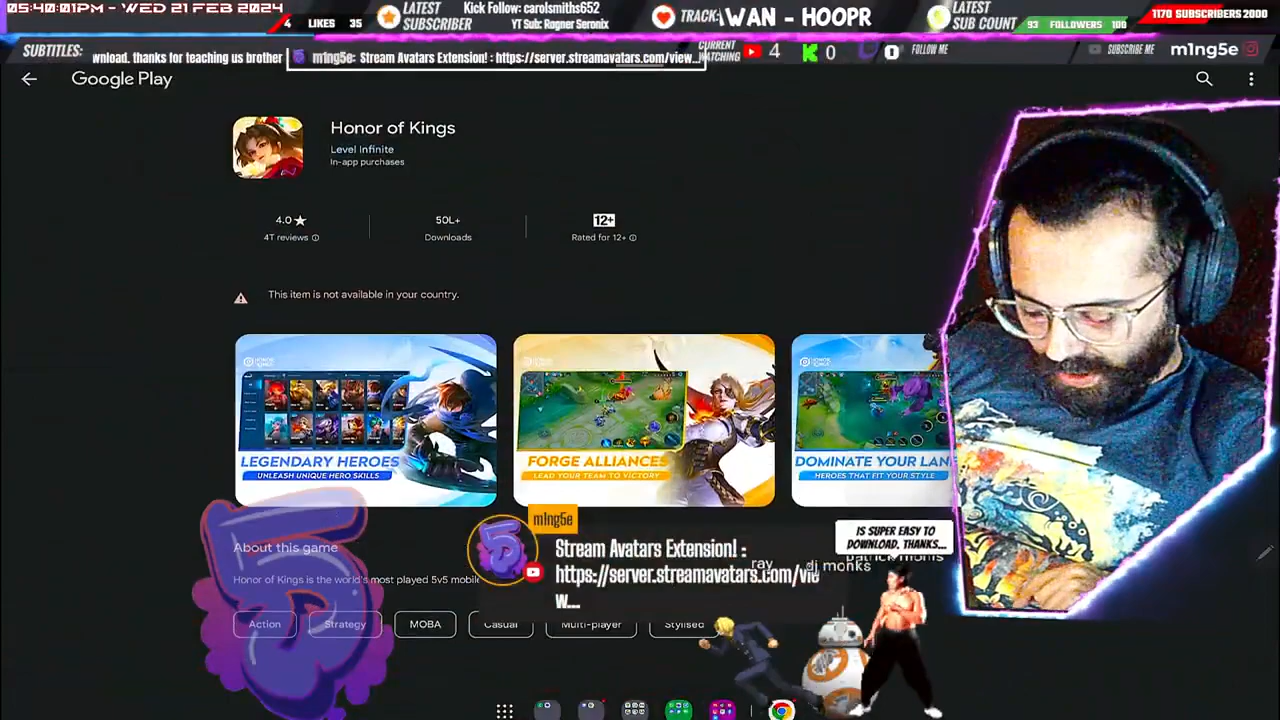 05:40:01PM - WED 21 FEB 2024
4 LIKES 35
LATEST SUBSCRIBER
Kick Follow: carolsmiths652
YT Sub: Ragner Seronix
TRACK:
WAN - HOOPR
LATEST SUB COUNT
93 FOLLOWERS 100
1170 SUBSCRIBERS 2000
SUBTITLES:
wnload. thanks for teaching us brother
m1ng5e: Stream Avatars Extension! : https://server.streamavatars.com/view...
CURRENT WATCHING
4
0
0
FOLLOW ME
SUBSCRIBE ME
m1ng5e
Google Play
Honor of Kings
Level Infinite
In-app purchases
4.0★
4T reviews
50L+
Downloads
12+
Rated for 12+
This item is not available in your country.
LEGENDARY HEROES
UNLEASH UNIQUE HERO SKILLS
FORGE ALLIANCES
LEAD YOUR TEAM TO VICTORY
DOMINATE YOUR LAN
HEROES THAT FIT YOUR STYLE
m1ng5e
Stream Avatars Extension! :
https://server.streamavatars.com/vie
w...
IS SUPER EASY TO
DOWNLOAD. THANKS...
ray
dj monks
About this game
Honor of Kings is the world's most played 5v5 mobile
Action
Strategy
MOBA
Casual
Multi-player
Stylised